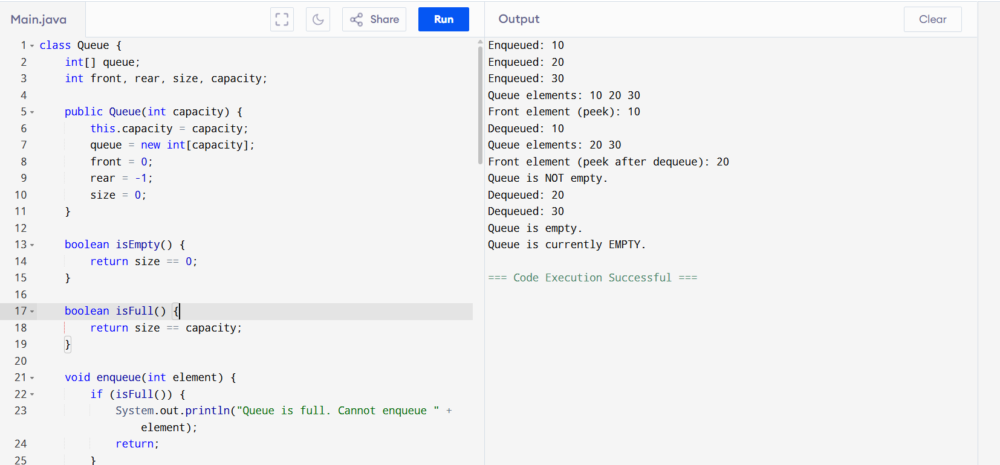 Main.java
Share
Run
Output
Clear
1 class Queue {
2     int[] queue;
3     int front, rear, size, capacity;
4
5     public Queue(int capacity) {
6         this.capacity = capacity;
7         queue = new int[capacity];
8         front = 0;
9         rear = -1;
10         size = 0;
11     }
12
13     boolean isEmpty() {
14         return size == 0;
15     }
16
17     boolean isFull() {
18         return size == capacity;
19     }
20
21     void enqueue(int element) {
22         if (isFull()) {
23             System.out.println("Queue is full. Cannot enqueue " +
                element);
24             return;
25         }
Enqueued: 10
Enqueued: 20
Enqueued: 30
Queue elements: 10 20 30
Front element (peek): 10
Dequeued: 10
Queue elements: 20 30
Front element (peek after dequeue): 20
Queue is NOT empty.
Dequeued: 20
Dequeued: 30
Queue is empty.
Queue is currently EMPTY.

=== Code Execution Successful ===